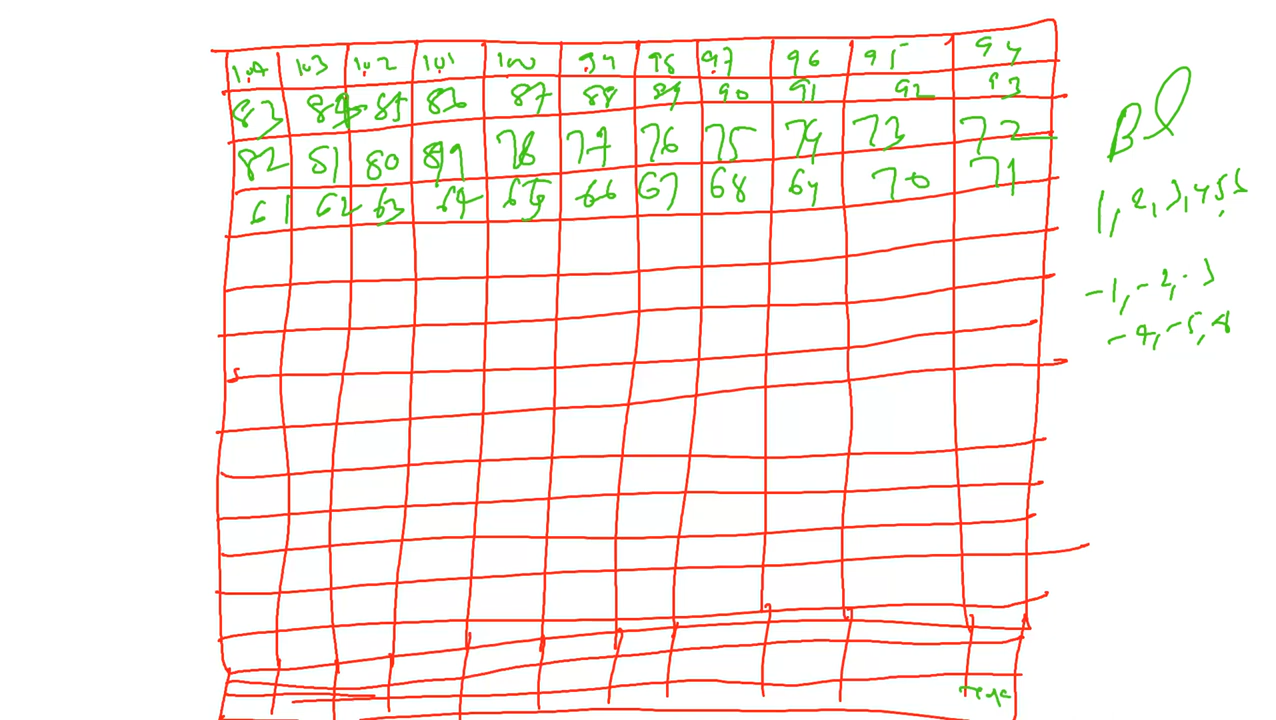 104 103 102 101 100 99 98 97 96 95 94
83 84 85 86 87 88 89 90 91 92 93
82 81 80 79 78 77 76 75 74 73 72
61 62 63 64 65 66 67 68 69 70 71
1, 2, 3, 4, 5, 6
-1, -2, -3
-4, -5, 8